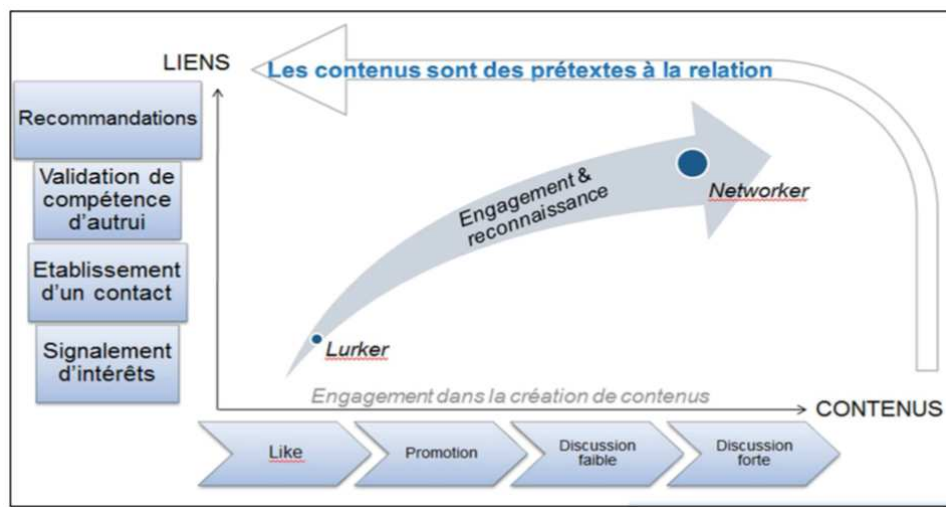 LIENS
Les contenus sont des prétextes à la relation
Recommandations
Validation de
compétence
d'autrui
Etablissement
d'un contact
Signalement
d'intérêts
Engagement &
reconnaissance
Networker
Lurker
Engagement dans la création de contenus
CONTENUS
Like
Promotion
Discussion
faible
Discussion
forte